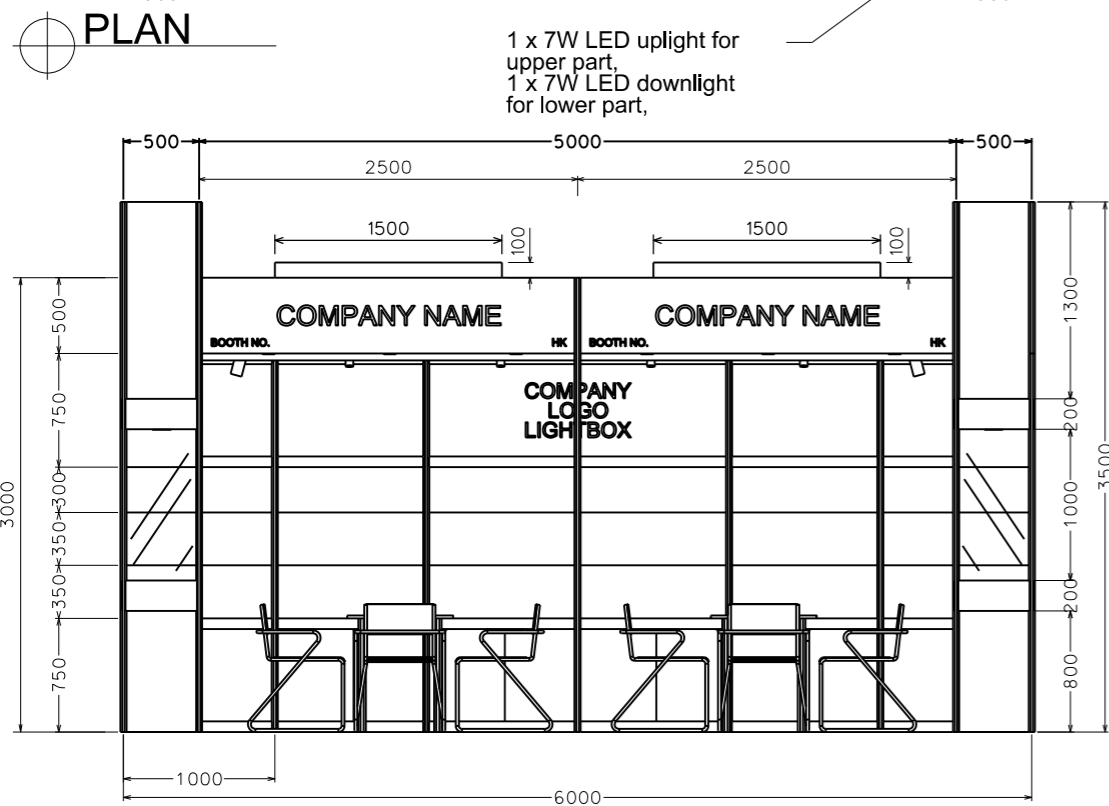 PLAN
1 x 7W LED uplight for
upper part,
1 x 7W LED downlight
for lower part,
500 5000 500
2500 2500
1500 100 1500 100
COMPANY NAME COMPANY NAME
BOOTH NO. HK BOOTH NO. HK
COMPANY
LOGO
LIGHTBOX
3000
500
750
300
350
350
750
1300
200
1000
200
800
3500
1000
6000